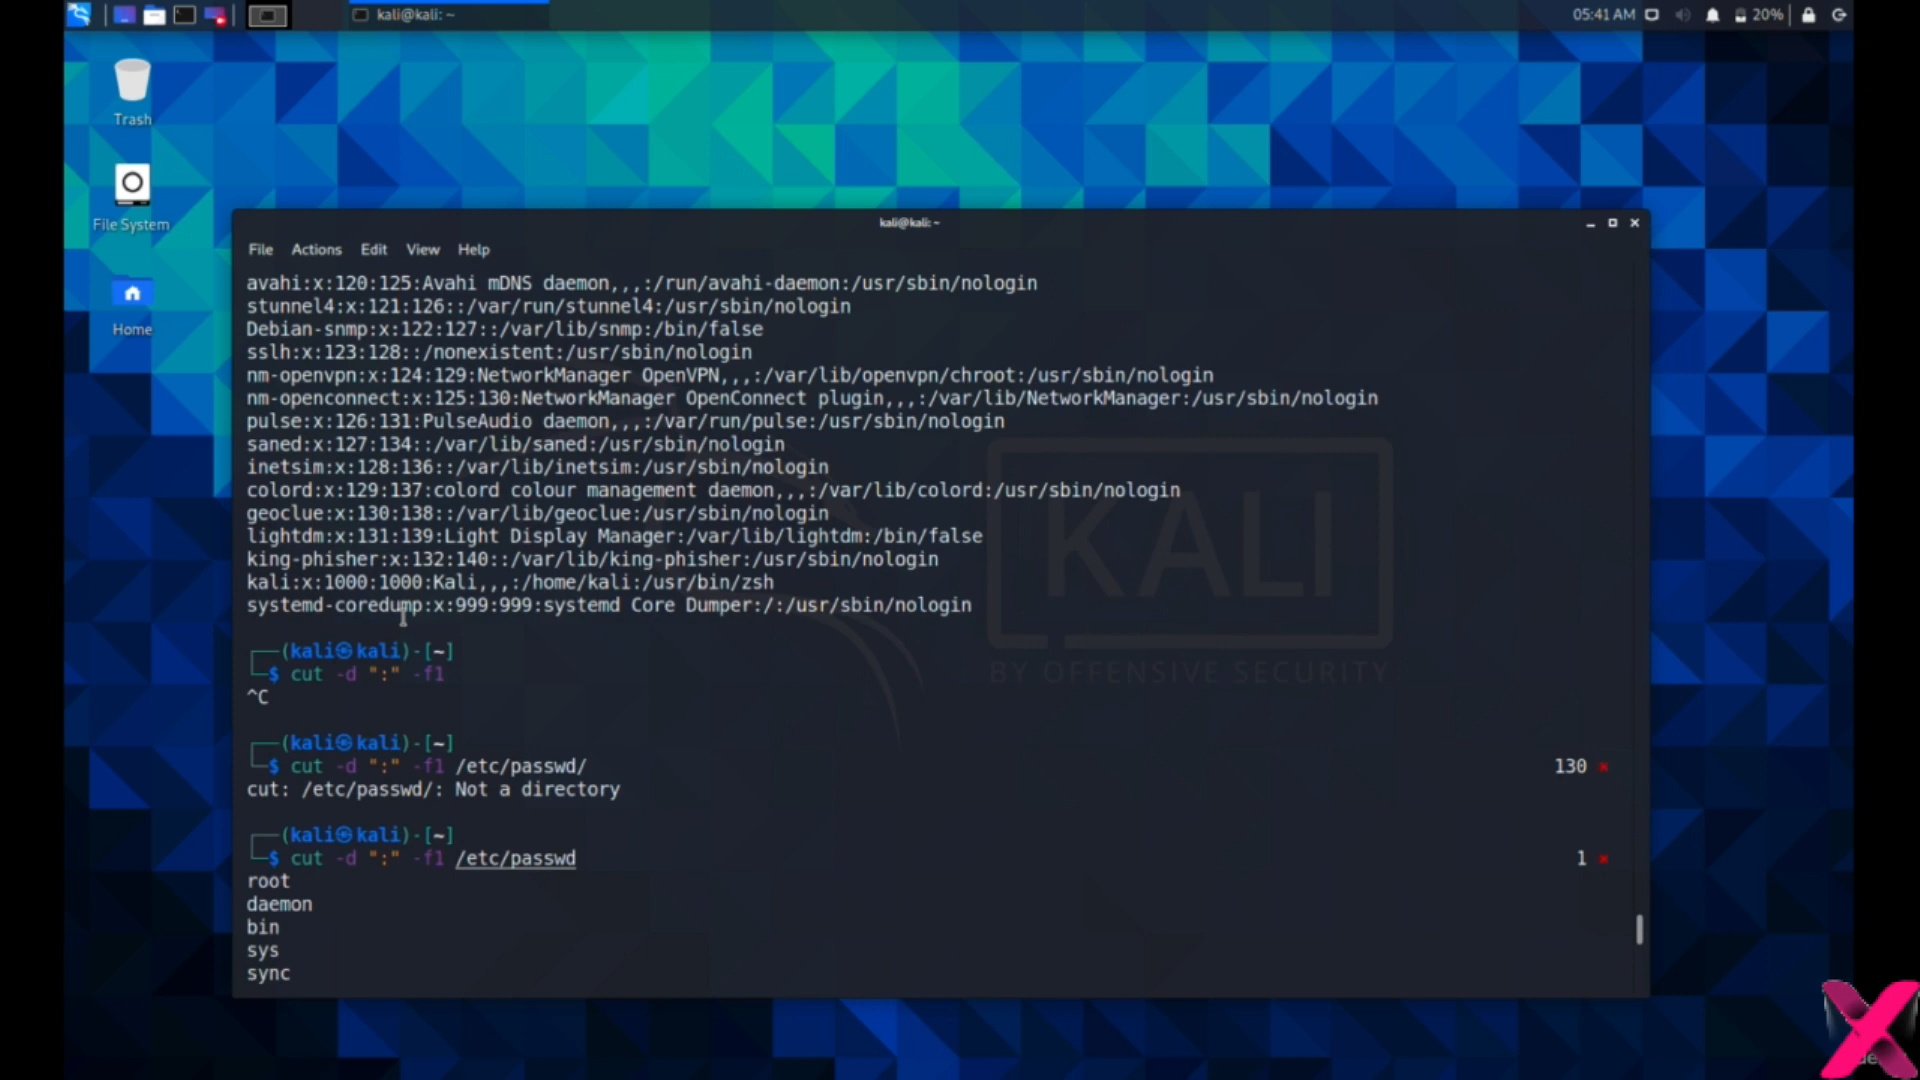 kali@kali: ~
05:41 AM
20%
Trash
File System
Home
kali@kali: ~
File Actions Edit View Help
avahi:x:120:125:Avahi mDNS daemon,,,:/run/avahi-daemon:/usr/sbin/nologin
stunnel4:x:121:126::/var/run/stunnel4:/usr/sbin/nologin
Debian-snmp:x:122:127::/var/lib/snmp:/bin/false
sslh:x:123:128::/nonexistent:/usr/sbin/nologin
nm-openvpn:x:124:129:NetworkManager OpenVPN,,,:/var/lib/openvpn/chroot:/usr/sbin/nologin
nm-openconnect:x:125:130:NetworkManager OpenConnect plugin,,,:/var/lib/NetworkManager:/usr/sbin/nologin
pulse:x:126:131:PulseAudio daemon,,,:/var/run/pulse:/usr/sbin/nologin
saned:x:127:134::/var/lib/saned:/usr/sbin/nologin
inetsim:x:128:136::/var/lib/inetsim:/usr/sbin/nologin
colord:x:129:137:colord colour management daemon,,,:/var/lib/colord:/usr/sbin/nologin
geoclue:x:130:138::/var/lib/geoclue:/usr/sbin/nologin
lightdm:x:131:139:Light Display Manager:/var/lib/lightdm:/bin/false
king-phisher:x:132:140::/var/lib/king-phisher:/usr/sbin/nologin
kali:x:1000:1000:Kali,,,:/home/kali:/usr/bin/zsh
systemd-coredump:x:999:999:systemd Core Dumper:/:/usr/sbin/nologin
KALI
BY OFFENSIVE SECURITY
┌──(kali㉿kali)-[~]
└─$ cut -d ":" -f1
^C
┌──(kali㉿kali)-[~]
└─$ cut -d ":" -f1 /etc/passwd/ 130 ⨯
cut: /etc/passwd/: Not a directory
┌──(kali㉿kali)-[~]
└─$ cut -d ":" -f1 /etc/passwd 1 ⨯
root
daemon
bin
sys
sync
X